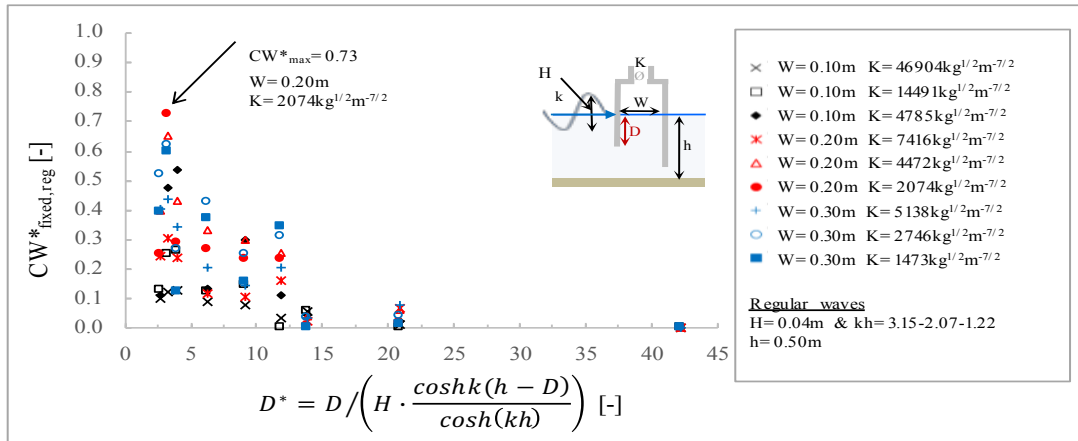 CW*fixed,reg [-]
1.0
0.9
0.8
0.7
0.6
0.5
0.4
0.3
0.2
0.1
0.0
0 5 10 15 20 25 30 35 40 45
D* = D/(H · coshk(h − D)/cosh(kh)) [-]
CW*max= 0.73
W= 0.20m
K= 2074kg1/2m-7/2
K
Ø
H
k
W
D
h
W= 0.10m K= 46904kg1/2m-7/2
W= 0.10m K= 14491kg1/2m-7/2
W= 0.10m K= 4785kg1/2m-7/2
W= 0.20m K= 7416kg1/2m-7/2
W= 0.20m K= 4472kg1/2m-7/2
W= 0.20m K= 2074kg1/2m-7/2
W= 0.30m K= 5138kg1/2m-7/2
W= 0.30m K= 2746kg1/2m-7/2
W= 0.30m K= 1473kg1/2m-7/2
Regular waves
H= 0.04m & kh= 3.15-2.07-1.22
h= 0.50m